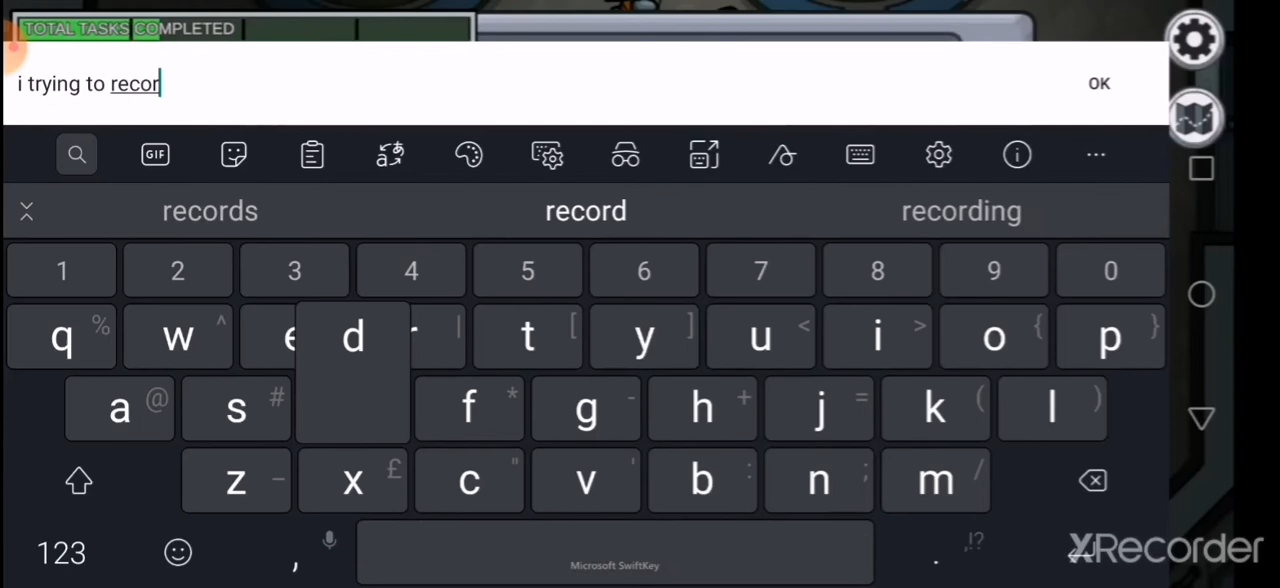 TOTAL TASKS COMPLETED
i trying to recor
OK
GIF
records record recording
1 2 3 4 5 6 7 8 9 0
q % w ^ e d r | t [ y ] u < i > o { p }
a @ s # f * g - h + j = k ( l )
z _ x £ c " v ' b : n ; m /
123 , Microsoft SwiftKey . ,!?
XRecorder